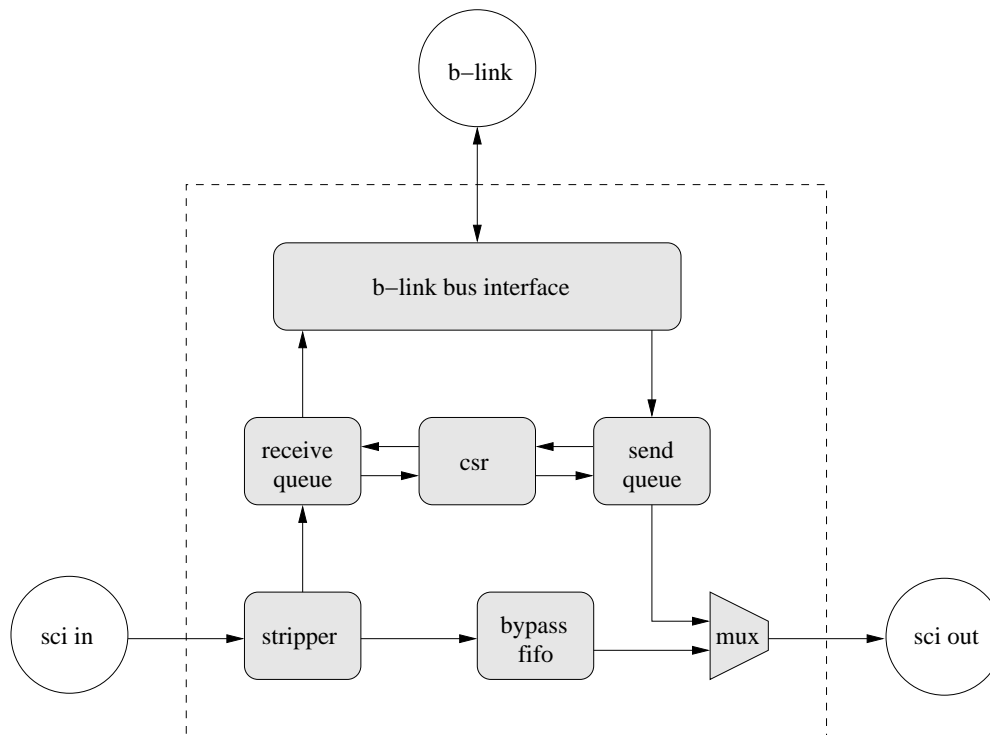 b−link
b−link bus interface
receive
queue
csr
send
queue
sci in
stripper
bypass
fifo
mux
sci out